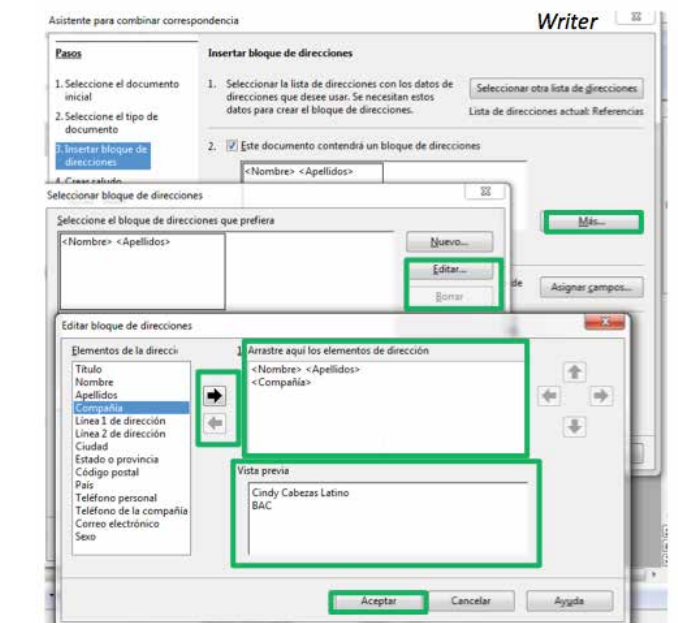 Asistente para combinar correspondencia
Writer
Pasos
1. Seleccione el documento
inicial
2. Seleccione el tipo de
documento
3. Insertar bloque de
direcciones
4. Crear saludo
Insertar bloque de direcciones
1. Seleccionar la lista de direcciones con los datos de
direcciones que desee usar. Se necesitan estos
datos para crear el bloque de direcciones.
Seleccionar otra lista de direcciones
Lista de direcciones actual: Referencias
2. Este documento contendrá un bloque de direcciones
<Nombre> <Apellidos>
Más...
de
Asignar campos...
Seleccionar bloque de direcciones
Seleccione el bloque de direcciones que prefiera
<Nombre> <Apellidos>
Nuevo...
Editar...
Borrar
Editar bloque de direcciones
Elementos de la direcció
Título
Nombre
Apellidos
Compañía
Línea 1 de dirección
Línea 2 de dirección
Ciudad
Estado o provincia
Código postal
País
Teléfono personal
Teléfono de la compañía
Correo electrónico
Sexo
1. Arrastre aquí los elementos de dirección
<Nombre> <Apellidos>
<Compañía>
Vista previa
Cindy Cabezas Latino
BAC
Aceptar
Cancelar
Ayuda